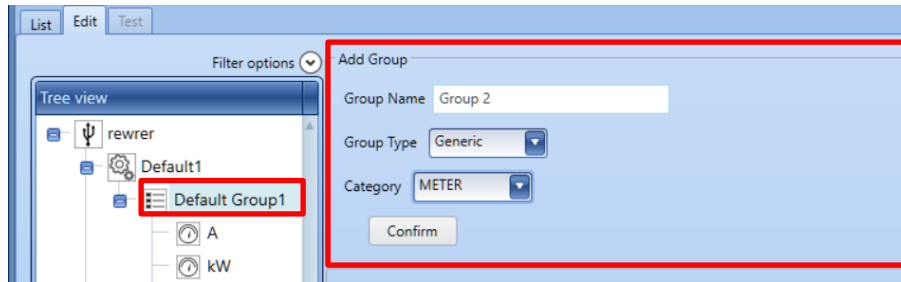 List Edit Test
Filter options
Tree view
rewrer
Default1
Default Group1
A
kW
Add Group
Group Name Group 2
Group Type Generic
Category METER
Confirm